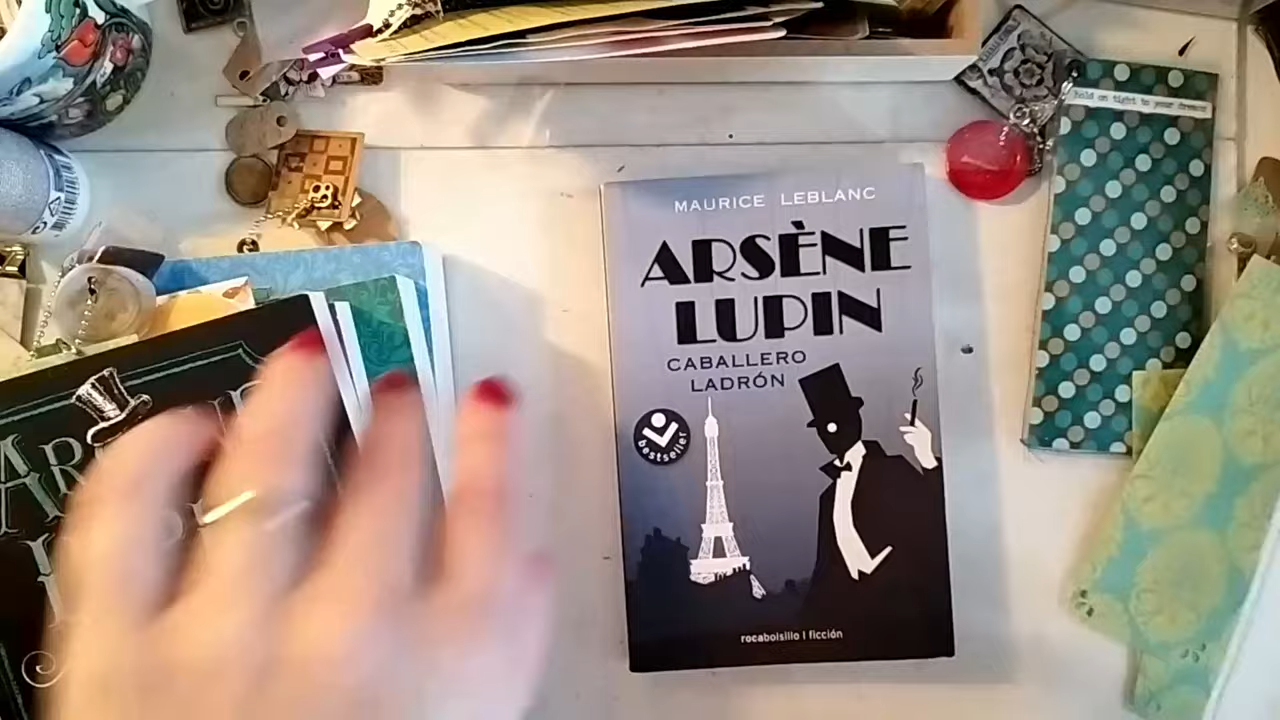 hold on tight to your dreams
MAURICE LEBLANC
ARSÈNE
LUPIN
CABALLERO
LADRÓN
bestseller
rocabolsillo | ficción